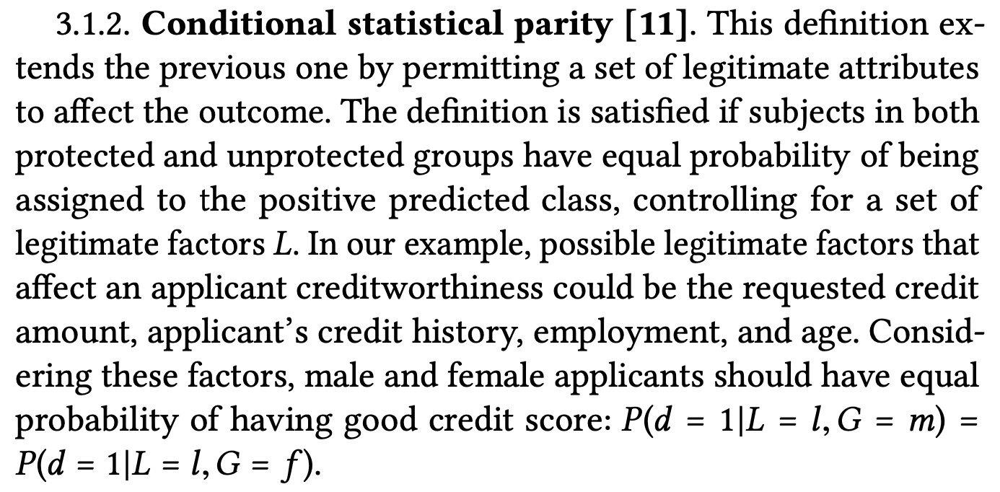 3.1.2. Conditional statistical parity [11]. This definition ex-
tends the previous one by permitting a set of legitimate attributes
to affect the outcome. The definition is satisfied if subjects in both
protected and unprotected groups have equal probability of being
assigned to the positive predicted class, controlling for a set of
legitimate factors L. In our example, possible legitimate factors that
affect an applicant creditworthiness could be the requested credit
amount, applicant’s credit history, employment, and age. Consid-
ering these factors, male and female applicants should have equal
probability of having good credit score: P(d = 1|L = l, G = m) =
P(d = 1|L = l, G = f).